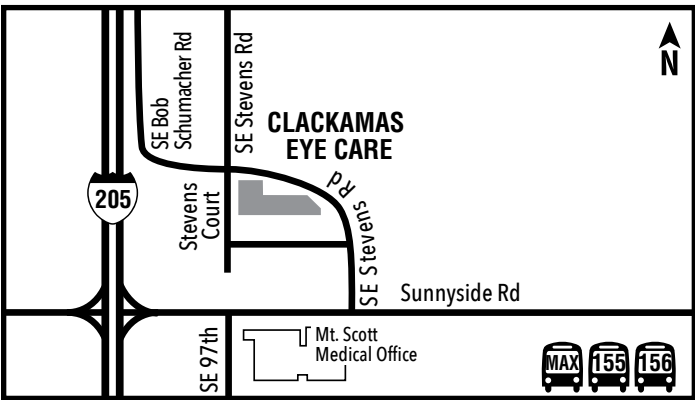 SE Bob
Schumacher Rd
SE Stevens Rd
N
CLACKAMAS
EYE CARE
205
Stevens
Court
SE Stevens Rd
Sunnyside Rd
SE 97th
Mt. Scott
Medical Office
MAX
155
156